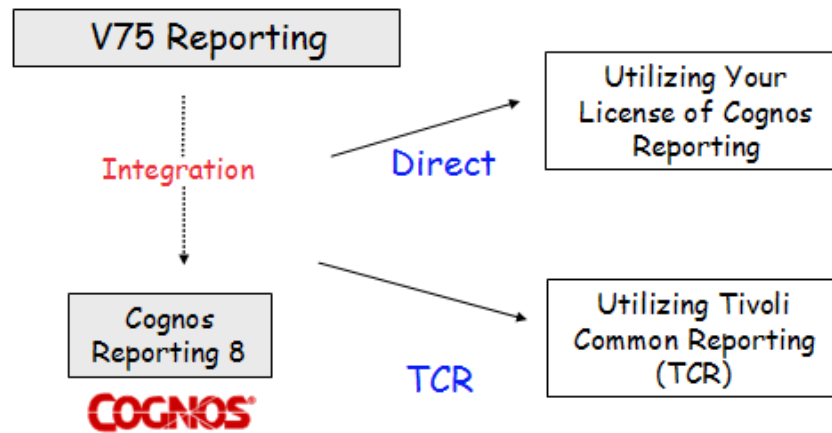 V75 Reporting
Utilizing Your
License of Cognos
Reporting
Direct
Integration
Cognos
Reporting 8
COGNOS®
TCR
Utilizing Tivoli
Common Reporting
(TCR)